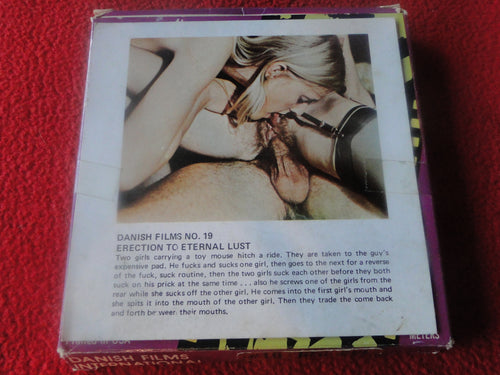 DANISH FILMS NO. 19
ERECTION TO ETERNAL LUST
Two girls carrying a toy mouse hitch a ride. They are taken to the guy's
expensive pad. He fucks and sucks one girl, then goes to the next for a reverse
of the fuck, suck routine, then the two girls suck each other before they both
suck on his prick at the same time . . . also he screws one of the girls from the
rear while she sucks off the other girl. He comes into the first girl's mouth and
she spits it into the mouth of the other girl. Then they trade the come back
and forth between their mouths.
Printed in USA
METERS
DANISH FILMS
INTERNATIONAL